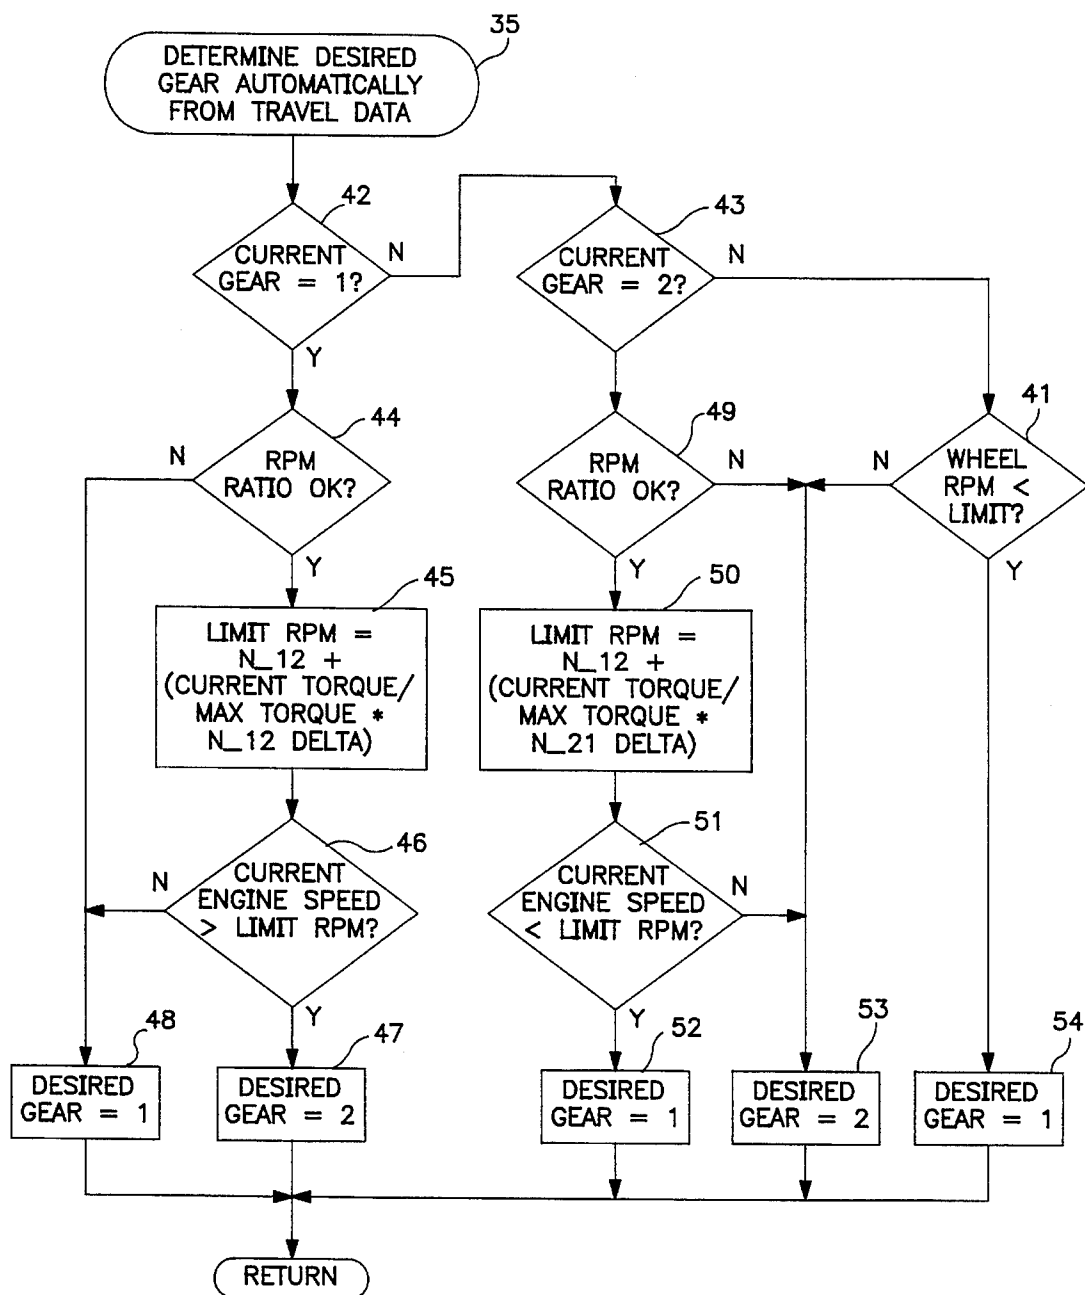 35
DETERMINE DESIRED
GEAR AUTOMATICALLY
FROM TRAVEL DATA
42
CURRENT
GEAR = 1?
N
Y
43
CURRENT
GEAR = 2?
N
44
RPM
RATIO OK?
N
Y
49
RPM
RATIO OK?
N
Y
41
WHEEL
RPM <
LIMIT?
N
Y
45
LIMIT RPM =
N_12 +
(CURRENT TORQUE/
MAX TORQUE *
N_12 DELTA)
50
LIMIT RPM =
N_12 +
(CURRENT TORQUE/
MAX TORQUE *
N_21 DELTA)
46
CURRENT
ENGINE SPEED
> LIMIT RPM?
N
Y
51
CURRENT
ENGINE SPEED
< LIMIT RPM?
N
Y
48
DESIRED
GEAR = 1
47
DESIRED
GEAR = 2
52
DESIRED
GEAR = 1
53
DESIRED
GEAR = 2
54
DESIRED
GEAR = 1
RETURN